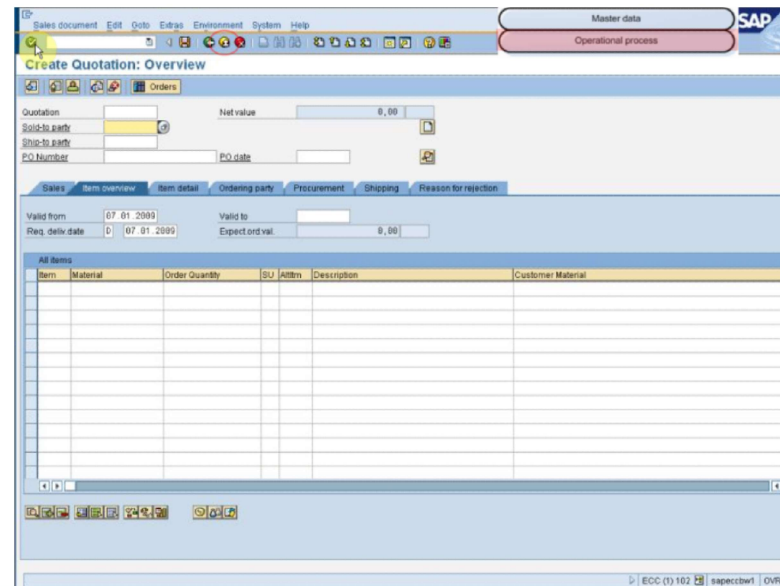 Sales document Edit Goto Extras Environment System Help
Master data
SAP
Operational process
Create Quotation: Overview
Orders
Quotation Net value 0,00
Sold-to party
Ship-to party
PO Number PO date
Sales Item overview Item detail Ordering party Procurement Shipping Reason for rejection
Valid from 07.01.2009 Valid to
Req. deliv.date D 07.01.2009 Expect.ord.val. 0,00
All items
Item Material Order Quantity SU AltItm Description Customer Material
ECC (1) 102 sapeccbw1 OVR